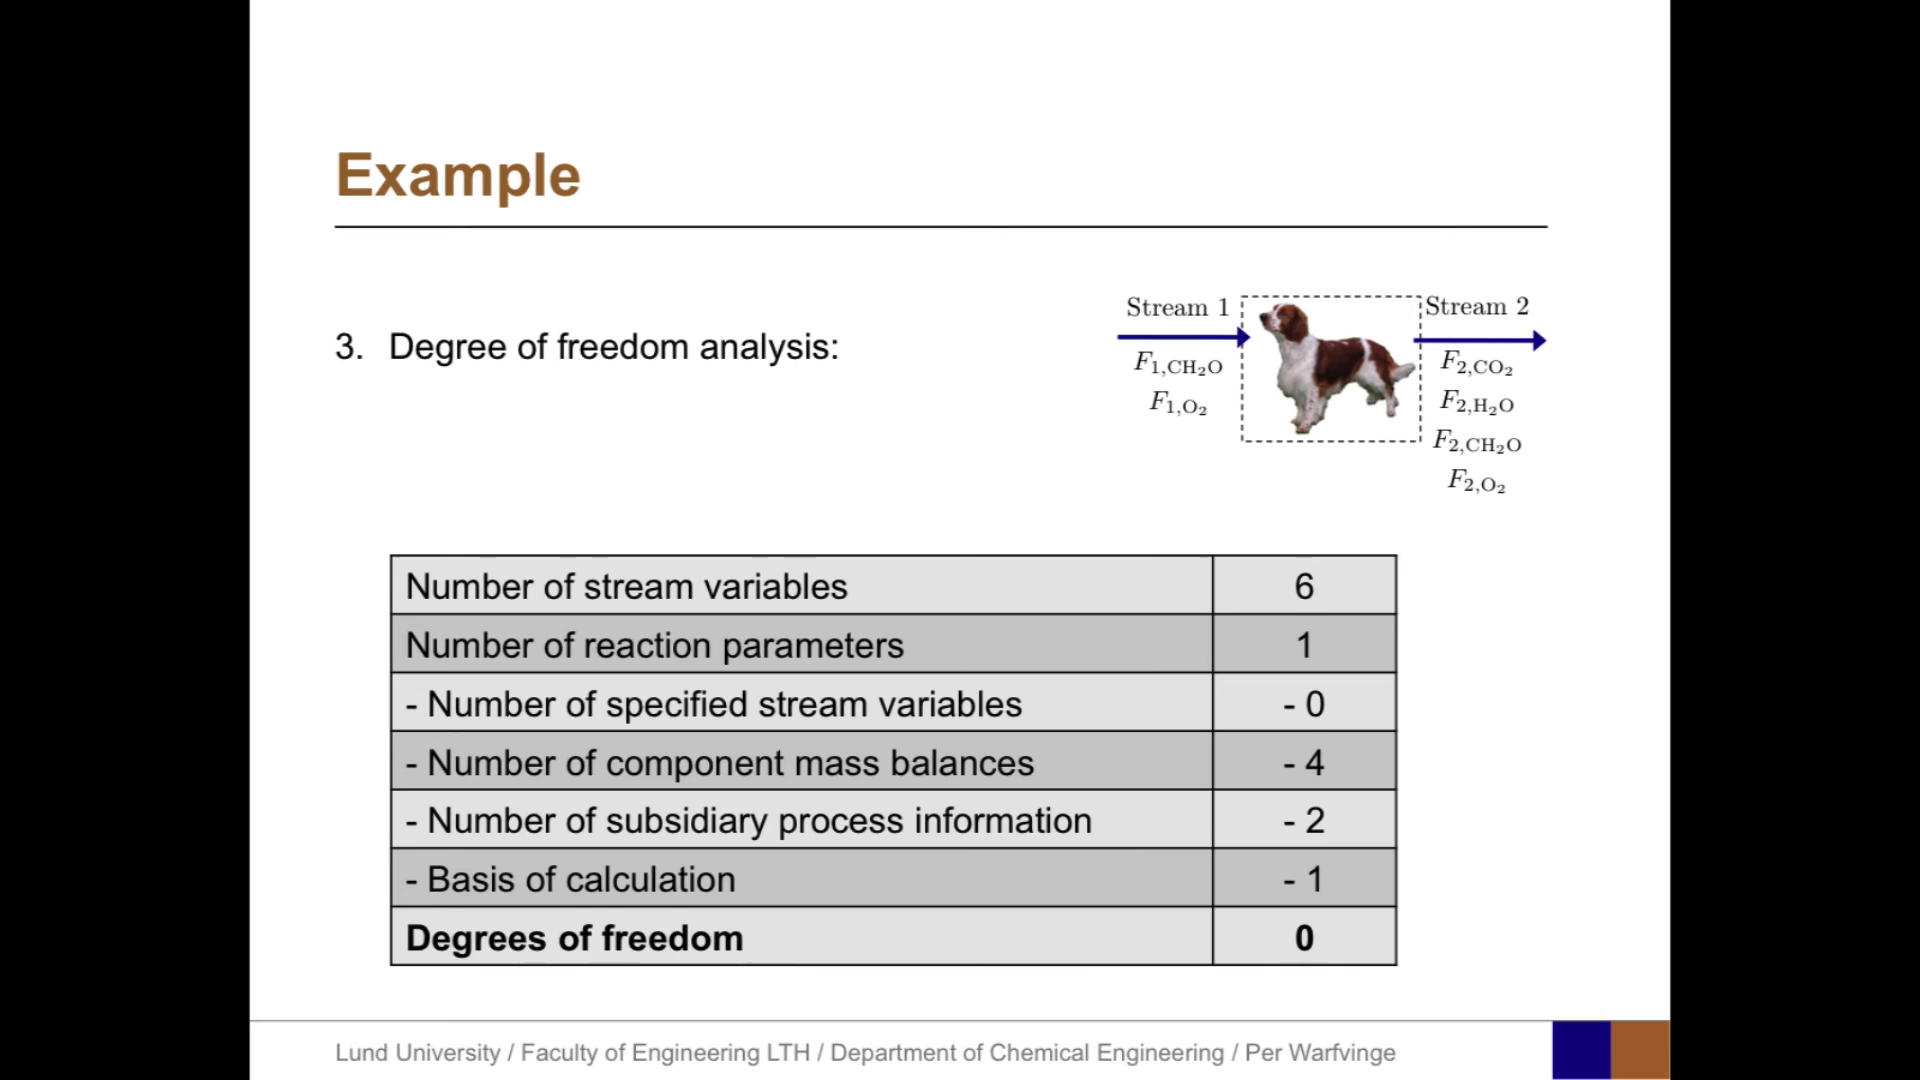 Example
3. Degree of freedom analysis:
Stream 1
F₁,CH₂O
F₁,O₂
Stream 2
F₂,CO₂
F₂,H₂O
F₂,CH₂O
F₂,O₂
Number of stream variables 6
Number of reaction parameters 1
- Number of specified stream variables - 0
- Number of component mass balances - 4
- Number of subsidiary process information - 2
- Basis of calculation - 1
Degrees of freedom 0
Lund University / Faculty of Engineering LTH / Department of Chemical Engineering / Per Warfvinge